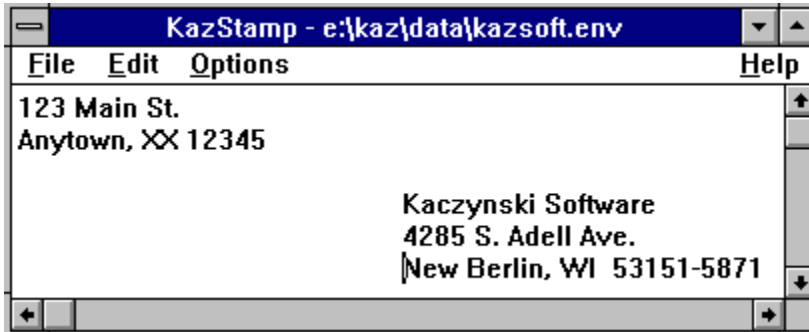 KazStamp - e:\kaz\data\kazsoft.env
File Edit Options Help
123 Main St.
Anytown, XX 12345
Kaczynski Software
4285 S. Adell Ave.
New Berlin, WI  53151-5871